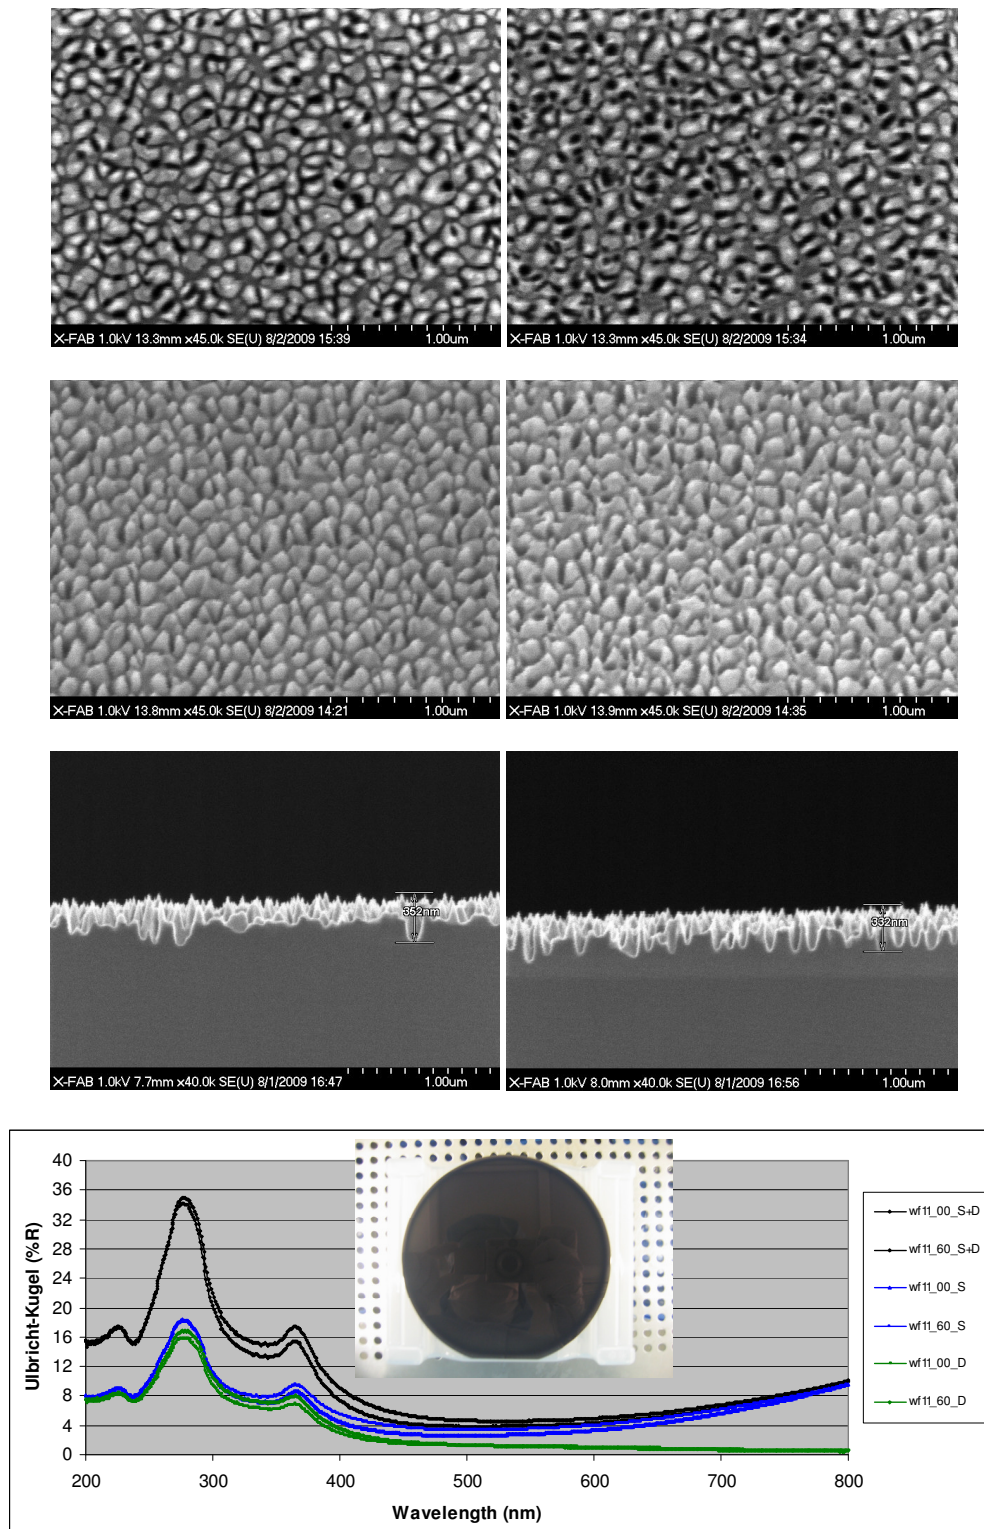 X-FAB 1.0kV 13.3mm x45.0k SE(U) 8/2/2009 15:39 1.00um
X-FAB 1.0kV 13.3mm x45.0k SE(U) 8/2/2009 15:34 1.00um
X-FAB 1.0kV 13.8mm x45.0k SE(U) 8/2/2009 14:21 1.00um
X-FAB 1.0kV 13.9mm x45.0k SE(U) 8/2/2009 14:35 1.00um
352nm
332nm
X-FAB 1.0kV 7.7mm x40.0k SE(U) 8/1/2009 16:47 1.00um
X-FAB 1.0kV 8.0mm x40.0k SE(U) 8/1/2009 16:56 1.00um
Ulbricht-Kugel (%R)
40
36
32
28
24
20
16
12
8
4
0
200 300 400 500 600 700 800
Wavelength (nm)
wf11_00_S+D
wf11_60_S+D
wf11_00_S
wf11_60_S
wf11_00_D
wf11_60_D